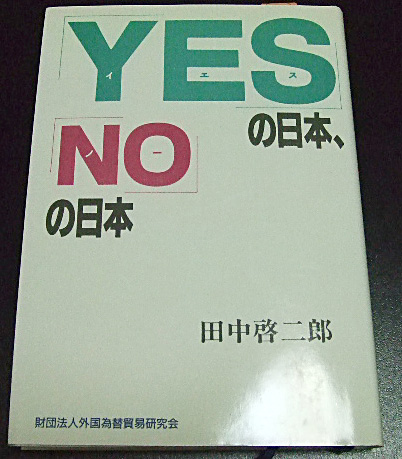 「YES」
イエス
の日本、
「NO」
ノー
の日本
田中啓二郎
財団法人外国為替貿易研究会